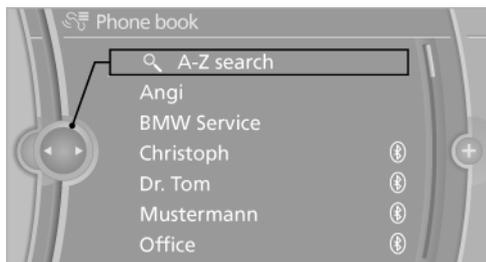 Phone book
A-Z search
Angi
BMW Service
Christoph
Dr. Tom
Mustermann
Office